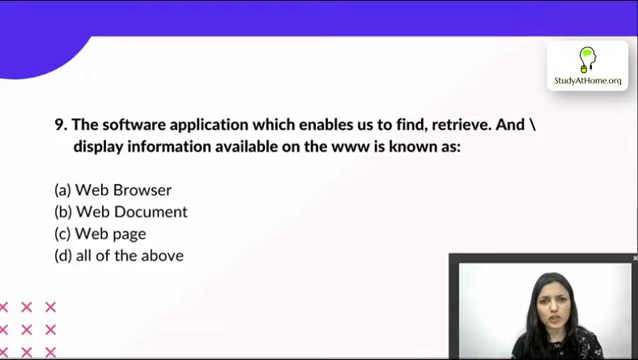 StudyAtHome.org
9. The software application which enables us to find, retrieve. And \
display information available on the www is known as:
(a) Web Browser
(b) Web Document
(c) Web page
(d) all of the above